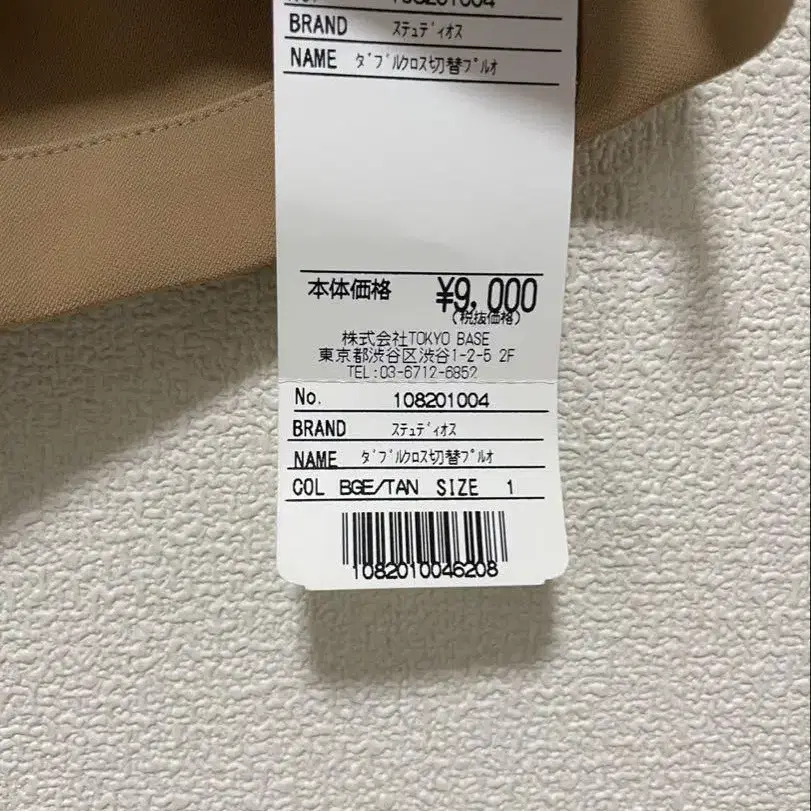 No. 108201004
BRAND ｽﾃｭﾃﾞｨｵｽ
NAME ﾀﾞﾌﾞﾙｸﾛｽ切替ﾌﾟﾙｵ
本体価格 ¥9,000
(税抜価格)
株式会社TOKYO BASE
東京都渋谷区渋谷1-2-5 2F
TEL:03-6712-6852
No. 108201004
BRAND ｽﾃｭﾃﾞｨｵｽ
NAME ﾀﾞﾌﾞﾙｸﾛｽ切替ﾌﾟﾙｵ
COL BGE/TAN SIZE 1
1082010046208